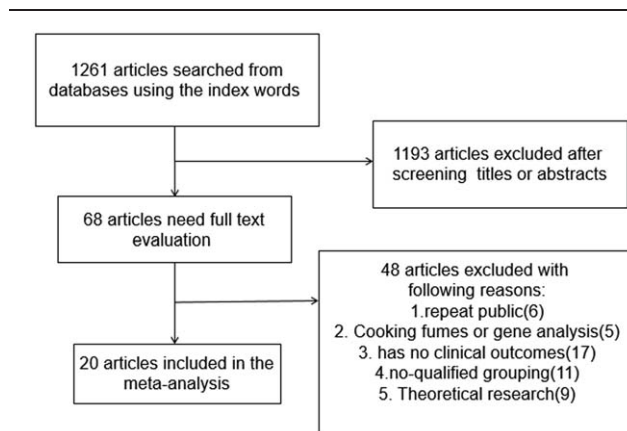 1261 articles searched from
databases using the index words
1193 articles excluded after
screening titles or abstracts
68 articles need full text
evaluation
48 articles excluded with
following reasons:
1.repeat public(6)
2. Cooking fumes or gene analysis(5)
3. has no clinical outcomes(17)
4.no-qualified grouping(11)
5. Theoretical research(9)
20 articles included in the
meta-analysis